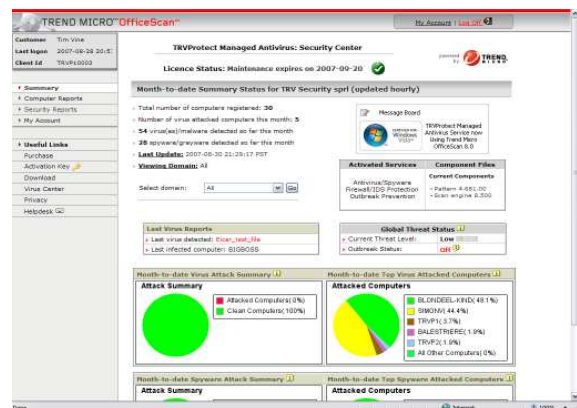 TREND MICRO™ OfficeScan™
My Account | Log Off
Customer Tim Vine
Last logon 2007-08-28 20:5
Client Id TRVP10002
TRVProtect Managed Antivirus: Security Center
Licence Status: Maintenance expires on 2007-09-20
powered by TREND MICRO
Summary
Computer Reports
Security Reports
My Account
Useful Links
Purchase
Activation Key
Download
Virus Center
Privacy
Helpdesk
Month-to-date Summary Status for TRV Security sprl (updated hourly)
Total number of computers registered: 30
Number of virus attacked computers this month: 5
54 virus(es)/malware detected so far this month
28 spyware/grayware detected so far this month
Last Update: 2007-08-30 21:29:17 PST
Viewing Domain: All
Select domain: All Go
Message Board
Windows Vista
TRVProtect Managed
Antivirus Service now
Using Trend Micro
OfficeScan 8.0
Activated Services
Antivirus/Spyware
Firewall/IDS Protection
Outbreak Prevention
Component Files
Current Components
- Pattern 4.681.00
- Scan engine 8.500
Last Virus Reports
Last virus detected: Eicar_test_file
Last infected computer: BIGBOSS
Global Threat Status
Current Threat Level: Low
Outbreak Status: Off
Month-to-date Virus Attack Summary
Attack Summary
Attacked Computers(0%)
Clean Computers(100%)
Month-to-date Top Virus Attacked Computers
Attacked Computers
BLONDEEL-KIND(48.1%)
SIMONV(44.4%)
TRVP1(3.7%)
BALESTRIERE(1.9%)
TRVP2(1.9%)
All Other Computers(0%)
Month-to-date Spyware Attack Summary
Attack Summary
Month-to-date Top Spyware Attacked Computers
Attacked Computers
Done
Internet
100%